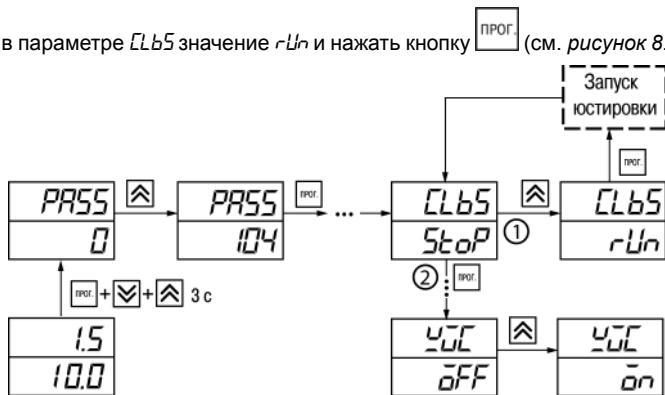 в параметре CLbS значение rUn и нажать кнопку ПРОГ. (см. рисунок 8.
Запуск
юстировки
ПРОГ.
PASS
0
PASS
104
ПРОГ.
...
CLbS
StoP
①
CLbS
rUn
ПРОГ. + + 3 с
② ПРОГ.
1.5
10.0
OFF
on